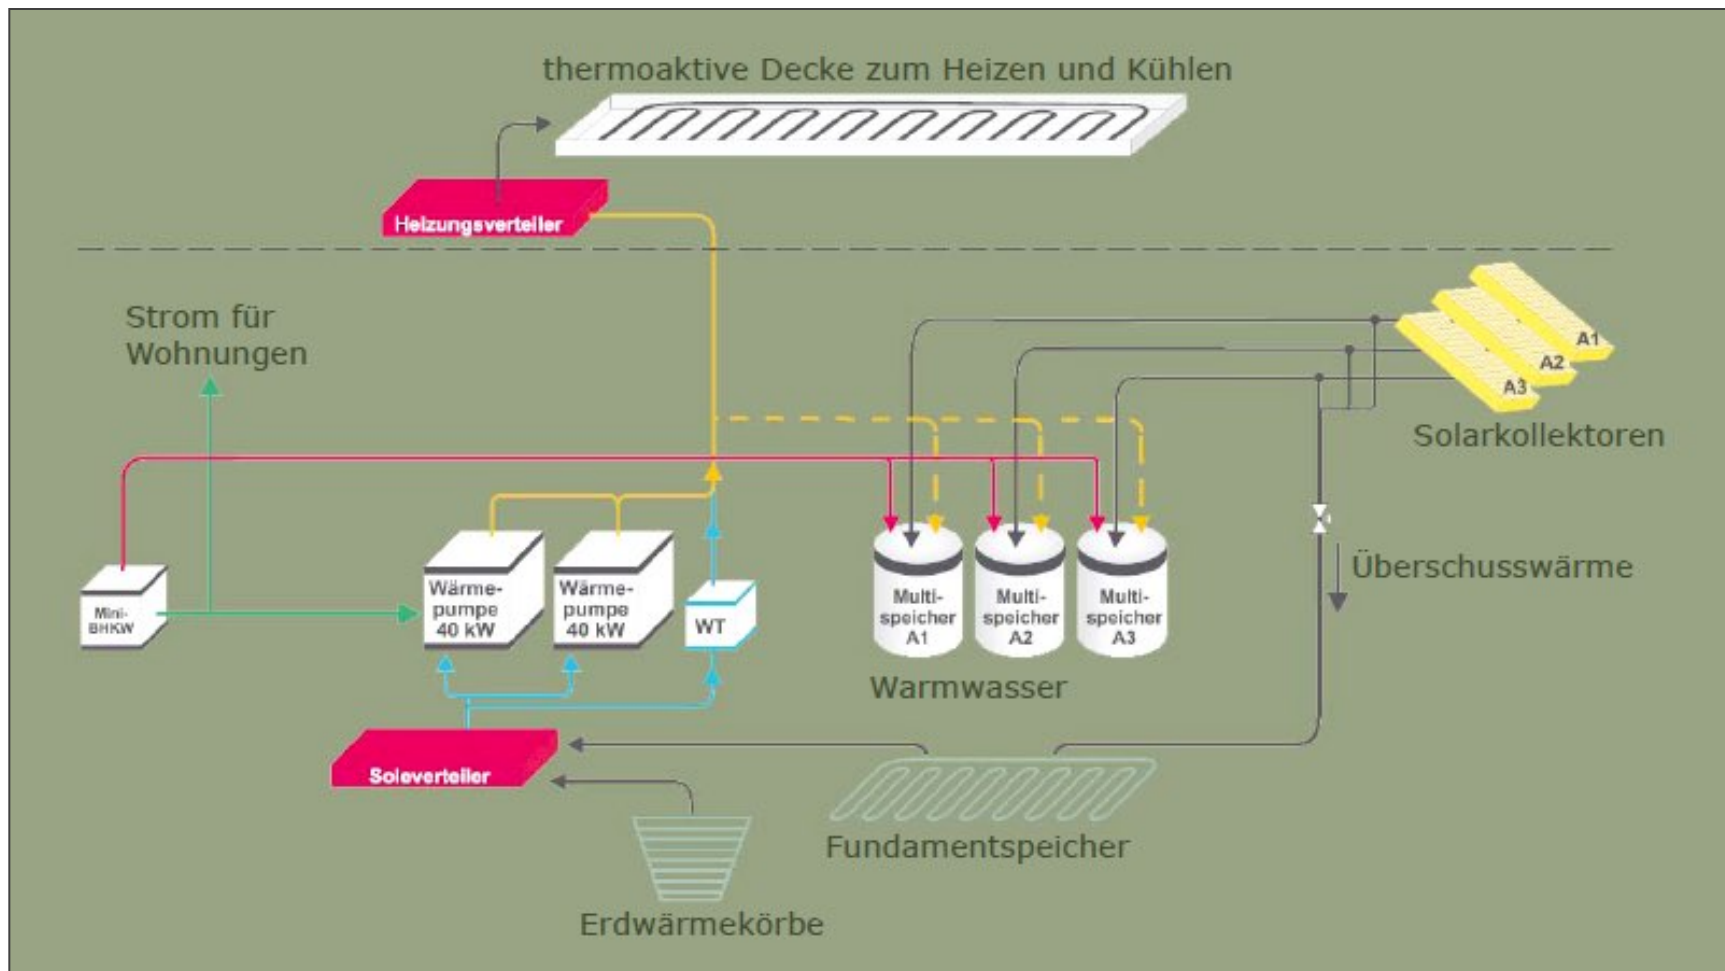 thermoaktive Decke zum Heizen und Kühlen
Heizungsverteiler
Strom für
Wohnungen
A1
A2
A3
Solarkollektoren
Mini-
BHKW
Wärme-
pumpe
40 kW
Wärme-
pumpe
40 kW
WT
Multi-
speicher
A1
Multi-
speicher
A2
Multi-
speicher
A3
Überschusswärme
Warmwasser
Soleverteiler
Fundamentspeicher
Erdwärmekörbe